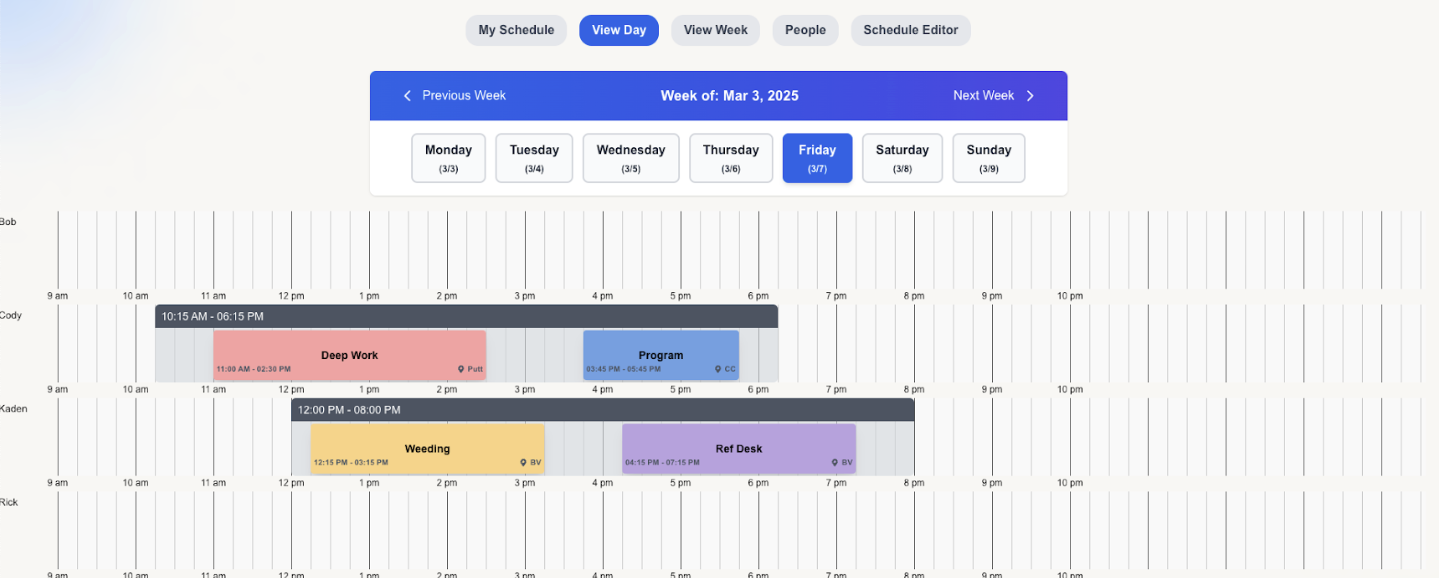 My Schedule View Day View Week People Schedule Editor
Previous Week Week of: Mar 3, 2025 Next Week
Monday Tuesday Wednesday Thursday Friday Saturday Sunday
(3/3) (3/4) (3/5) (3/6) (3/7) (3/8) (3/9)
Bob
9 am 10 am 11 am 12 pm 1 pm 2 pm 3 pm 4 pm 5 pm 6 pm 7 pm 8 pm 9 pm 10 pm
Cody
10:15 AM - 06:15 PM
Deep Work Program
11:00 AM - 02:30 PM Putt 03:45 PM - 05:45 PM CC
9 am 10 am 11 am 12 pm 1 pm 2 pm 3 pm 4 pm 5 pm 6 pm 7 pm 8 pm 9 pm 10 pm
Kaden
12:00 PM - 08:00 PM
Weeding Ref Desk
12:15 PM - 03:15 PM BV 04:15 PM - 07:15 PM BV
9 am 10 am 11 am 12 pm 1 pm 2 pm 3 pm 4 pm 5 pm 6 pm 7 pm 8 pm 9 pm 10 pm
Rick
9 am 10 am 11 am 12 pm 1 pm 2 pm 3 pm 4 pm 5 pm 6 pm 7 pm 8 pm 9 pm 10 pm